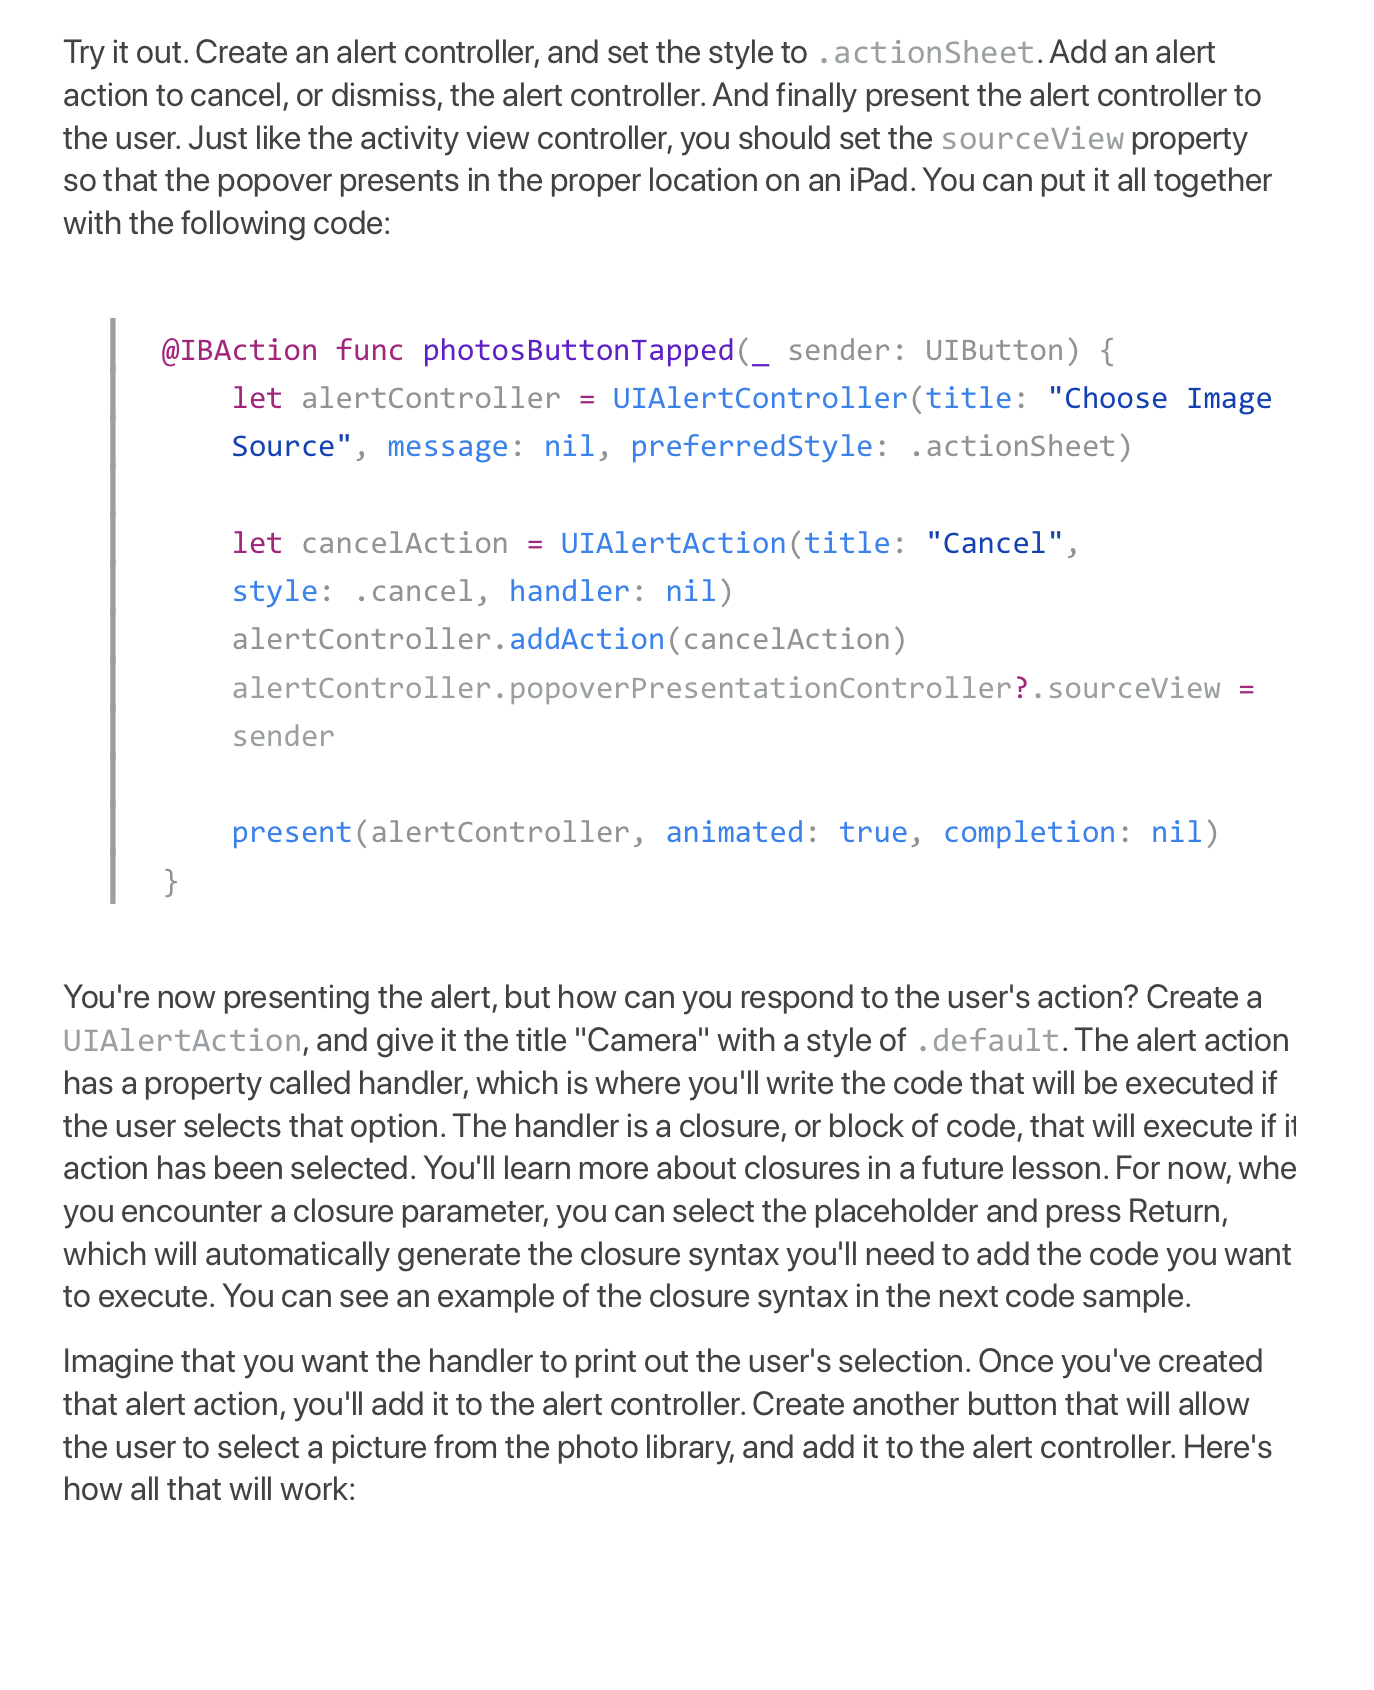 Try it out. Create an alert controller, and set the style to .actionSheet. Add an alert
action to cancel, or dismiss, the alert controller. And finally present the alert controller to
the user. Just like the activity view controller, you should set the sourceView property
so that the popover presents in the proper location on an iPad. You can put it all together
with the following code:
@IBAction func photosButtonTapped(_ sender: UIButton) {
let alertController = UIAlertController(title: "Choose Image
Source", message: nil, preferredStyle: .actionSheet)
let cancelAction = UIAlertAction(title: "Cancel",
style: .cancel, handler: nil)
alertController.addAction(cancelAction)
alertController.popoverPresentationController?.sourceView =
sender
present(alertController, animated: true, completion: nil)
}
You're now presenting the alert, but how can you respond to the user's action? Create a
UIAlertAction, and give it the title "Camera" with a style of .default. The alert action
has a property called handler, which is where you'll write the code that will be executed if
the user selects that option. The handler is a closure, or block of code, that will execute if it
action has been selected. You'll learn more about closures in a future lesson. For now, whe
you encounter a closure parameter, you can select the placeholder and press Return,
which will automatically generate the closure syntax you'll need to add the code you want
to execute. You can see an example of the closure syntax in the next code sample.
Imagine that you want the handler to print out the user's selection. Once you've created
that alert action, you'll add it to the alert controller. Create another button that will allow
the user to select a picture from the photo library, and add it to the alert controller. Here's
how all that will work: